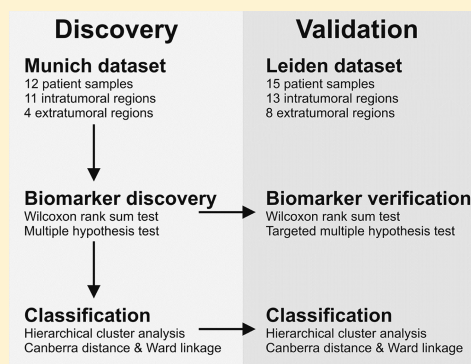 Discovery
Munich dataset
12 patient samples
11 intratumoral regions
4 extratumoral regions
Biomarker discovery
Wilcoxon rank sum test
Multiple hypothesis test
Classification
Hierarchical cluster analysis
Canberra distance & Ward linkage
Validation
Leiden dataset
15 patient samples
13 intratumoral regions
8 extratumoral regions
Biomarker verification
Wilcoxon rank sum test
Targeted multiple hypothesis test
Classification
Hierarchical cluster analysis
Canberra distance & Ward linkage